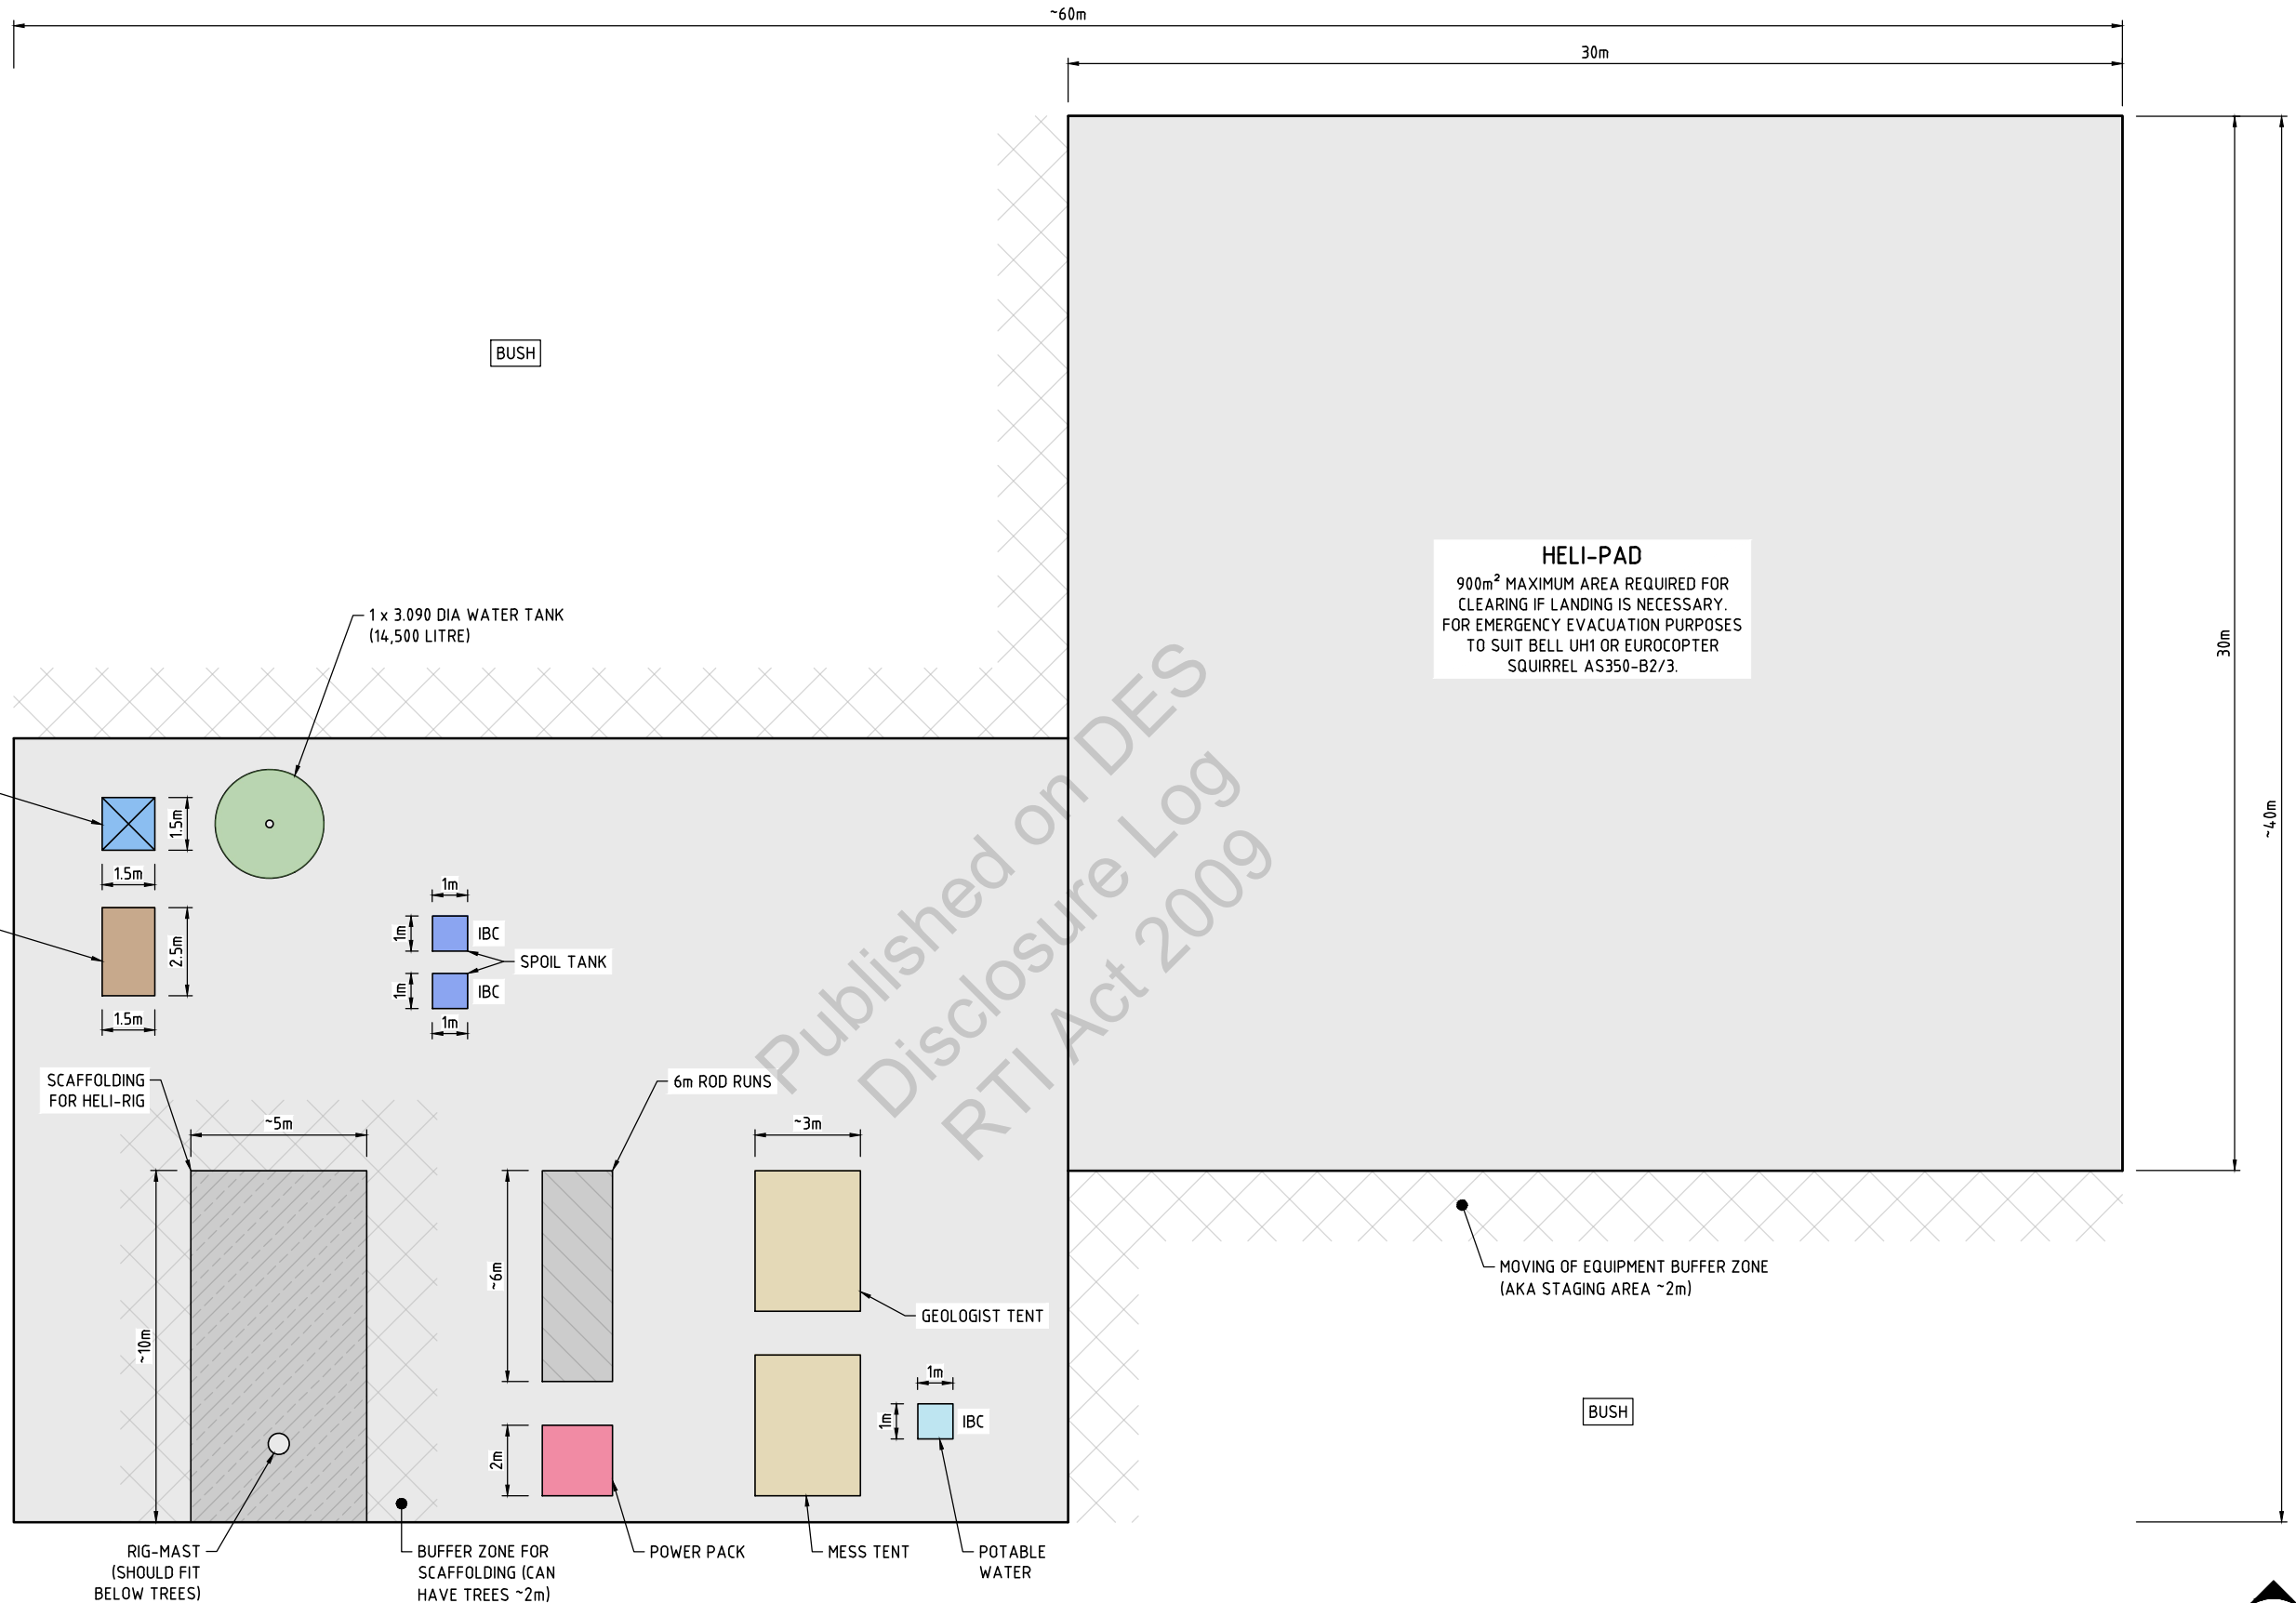 ~60m
30m
BUSH
HELI-PAD
900m² MAXIMUM AREA REQUIRED FOR
CLEARING IF LANDING IS NECESSARY.
FOR EMERGENCY EVACUATION PURPOSES
TO SUIT BELL UH1 OR EUROCOPTER
SQUIRREL AS350-B2/3.
30m
~40m
1 x 3.090 DIA WATER TANK
(14,500 LITRE)
1.5m
1.5m
2.5m
1.5m
1m
1m
IBC
SPOIL TANK
1m
IBC
1m
Published on DES
Disclosure Log
RTI Act 2009
SCAFFOLDING
FOR HELI-RIG
~5m
6m ROD RUNS
~3m
~10m
~6m
GEOLOGIST TENT
MOVING OF EQUIPMENT BUFFER ZONE
(AKA STAGING AREA ~2m)
1m
1m
IBC
BUSH
2m
RIG-MAST
(SHOULD FIT
BELOW TREES)
BUFFER ZONE FOR
SCAFFOLDING (CAN
HAVE TREES ~2m)
POWER PACK
MESS TENT
POTABLE
WATER